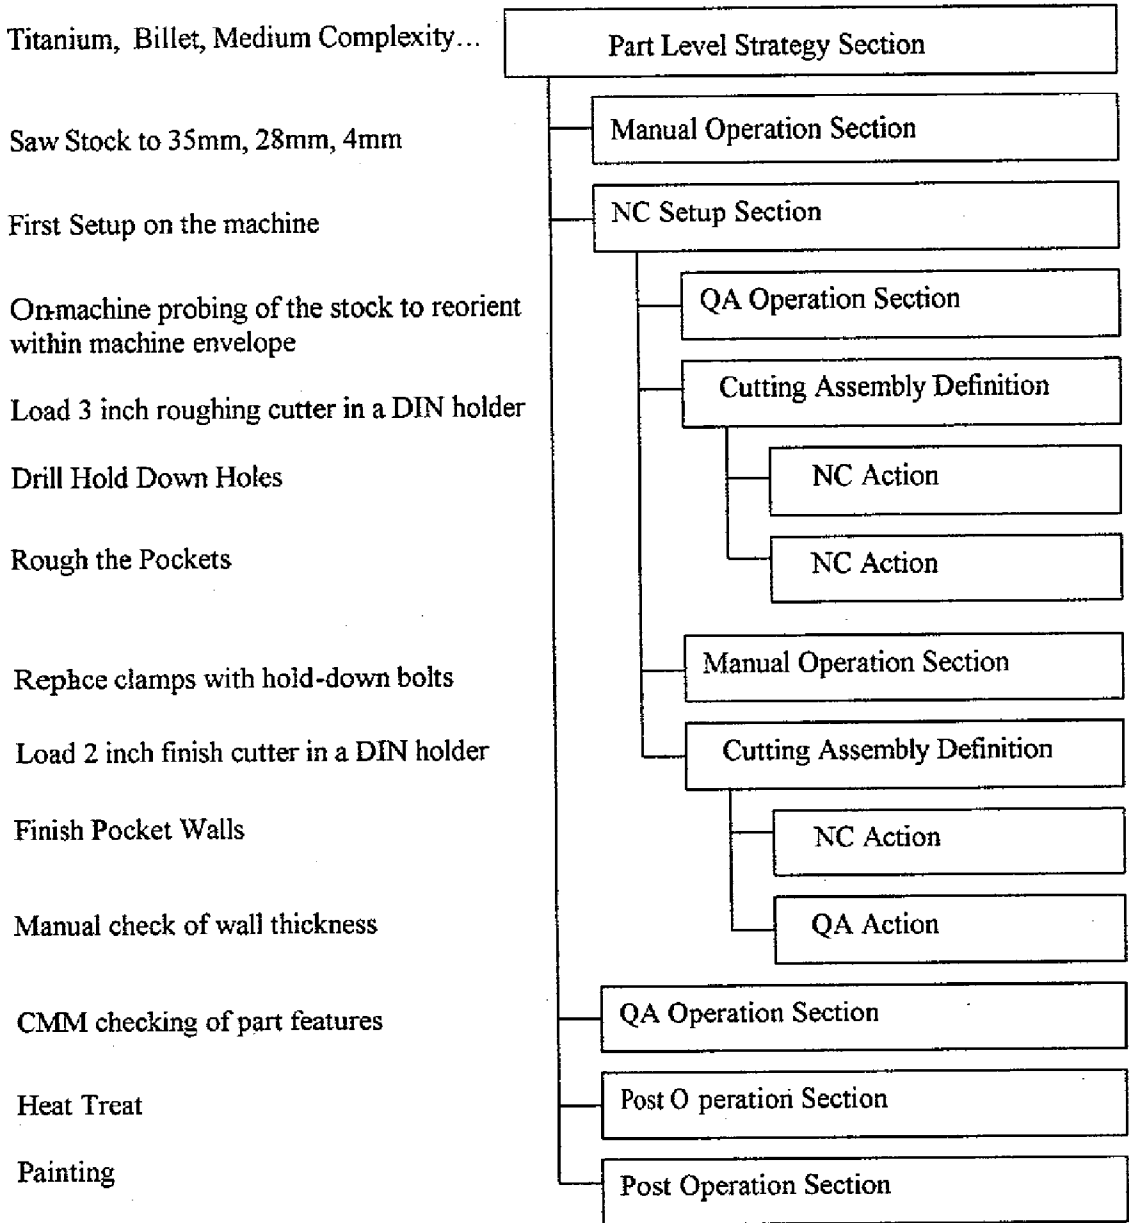 Titanium, Billet, Medium Complexity...
Part Level Strategy Section
Saw Stock to 35mm, 28mm, 4mm
Manual Operation Section
First Setup on the machine
NC Setup Section
On-machine probing of the stock to reorient
within machine envelope
QA Operation Section
Load 3 inch roughing cutter in a DIN holder
Cutting Assembly Definition
Drill Hold Down Holes
NC Action
Rough the Pockets
NC Action
Replace clamps with hold-down bolts
Manual Operation Section
Load 2 inch finish cutter in a DIN holder
Cutting Assembly Definition
Finish Pocket Walls
NC Action
Manual check of wall thickness
QA Action
CMM checking of part features
QA Operation Section
Heat Treat
Post O peration Section
Painting
Post Operation Section